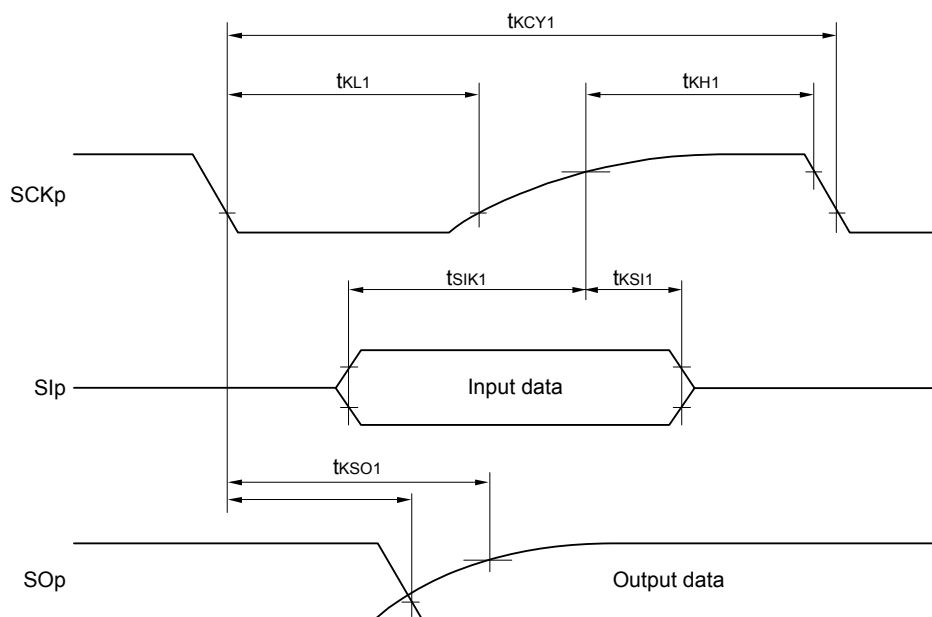 tKCY1
tKL1
tKH1
SCKp
tSIK1
tKSI1
SIp
Input data
tKSO1
SOp
Output data